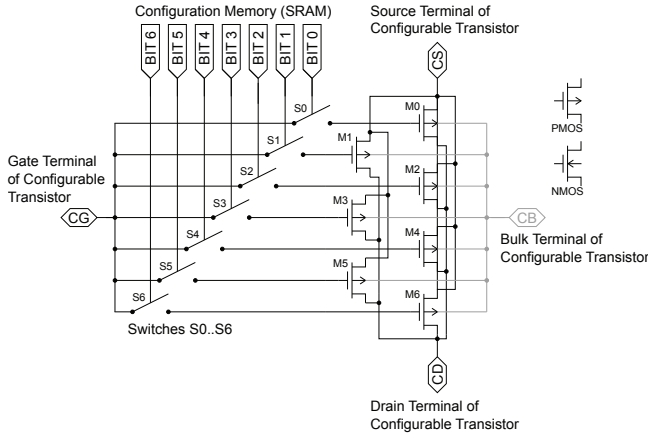 Configuration Memory (SRAM)
Source Terminal of
Configurable Transistor
BIT 6
BIT 5
BIT 4
BIT 3
BIT 2
BIT 1
BIT 0
CS
S0
M0
PMOS
S1
M1
Gate Terminal
of Configurable
Transistor
S2
M2
NMOS
S3
M3
CG
CB
S4
M4
Bulk Terminal of
Configurable Transistor
S5
M5
S6
M6
Switches S0..S6
CD
Drain Terminal of
Configurable Transistor